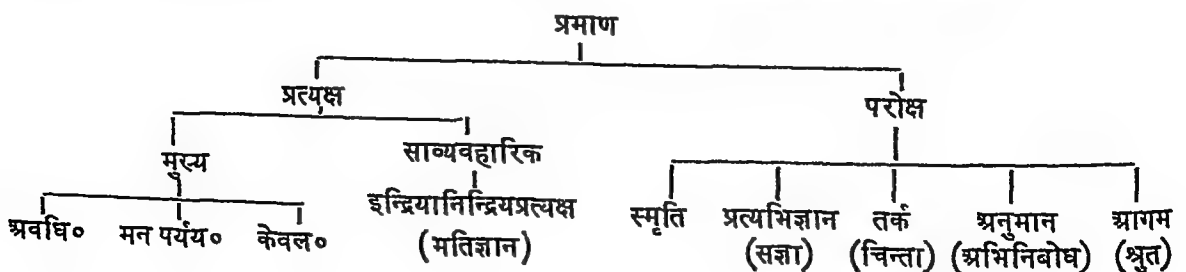 प्रमाण
प्रत्यक्ष परोक्ष
मुख्य साव्यवहारिक
अवधि० मन पर्यय० केवल० इन्द्रियानिन्द्रियप्रत्यक्ष स्मृति प्रत्यभिज्ञान तर्क अनुमान आगम
(मतिज्ञान) (सज्ञा) (चिन्ता) (अभिनिबोध) (श्रुत)